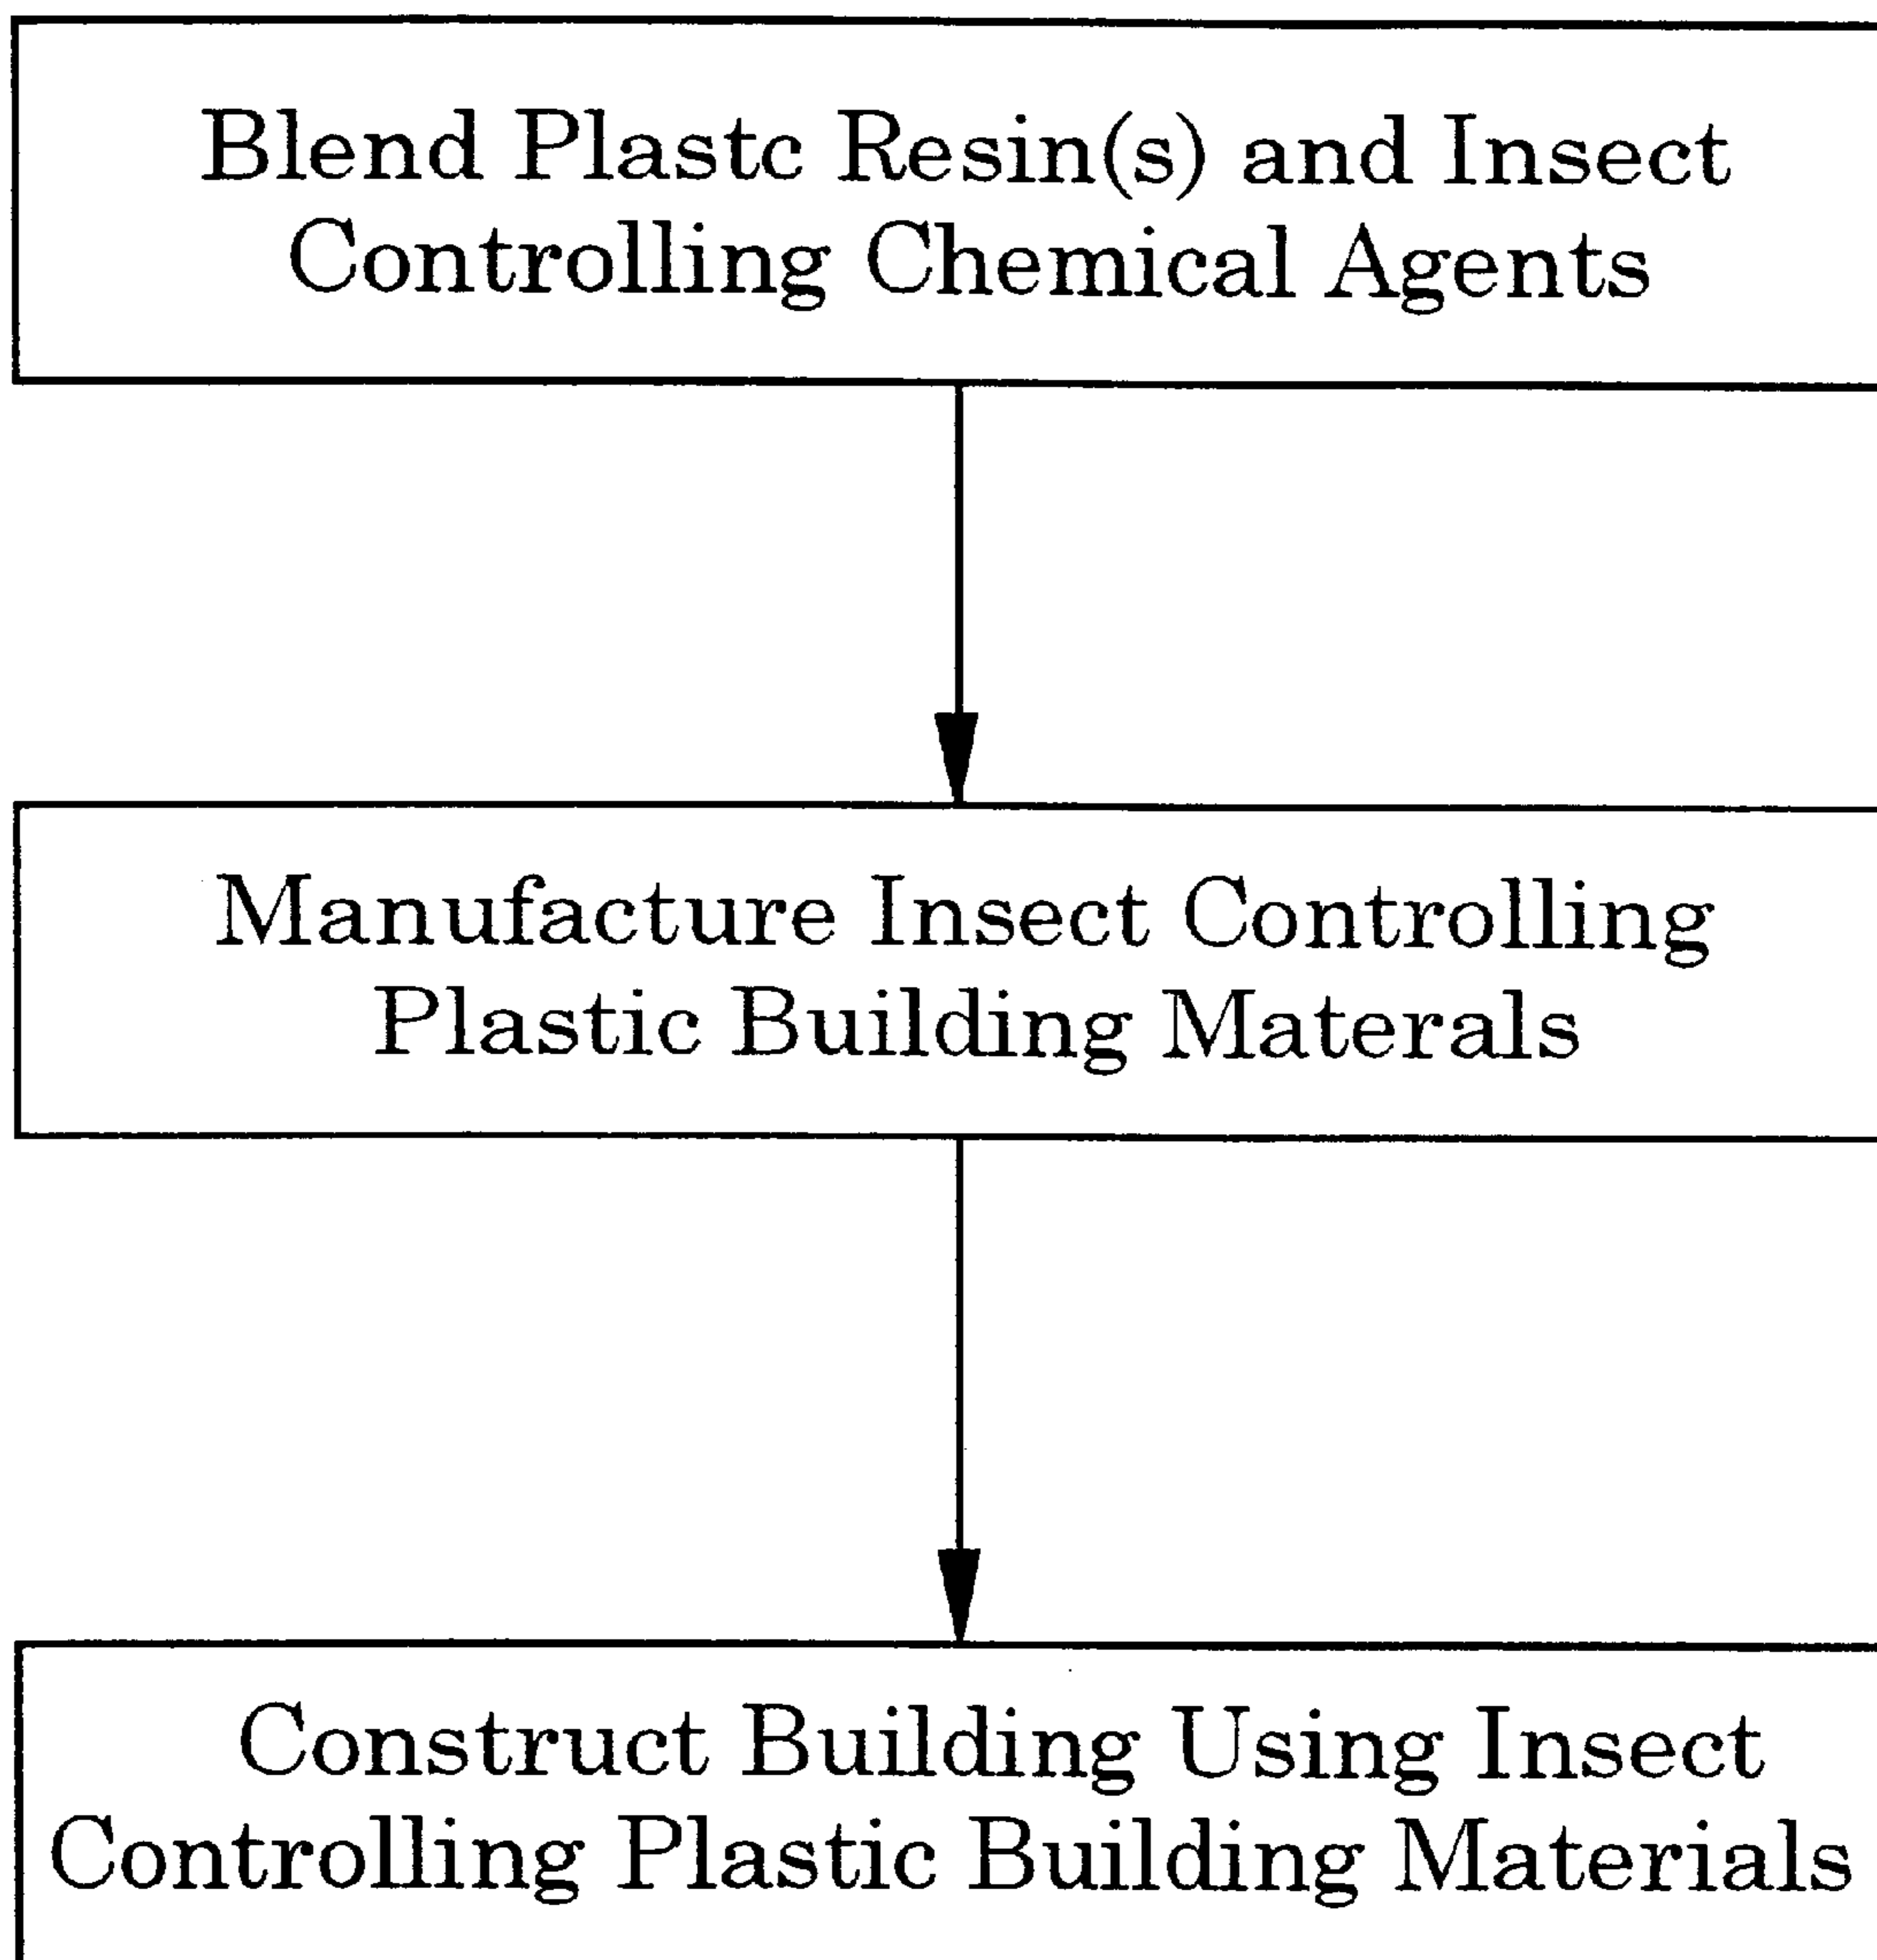 Blend Plastc Resin(s) and Insect
Controlling Chemical Agents
Manufacture Insect Controlling
Plastic Building Materals
Construct Building Using Insect
Controlling Plastic Building Materials